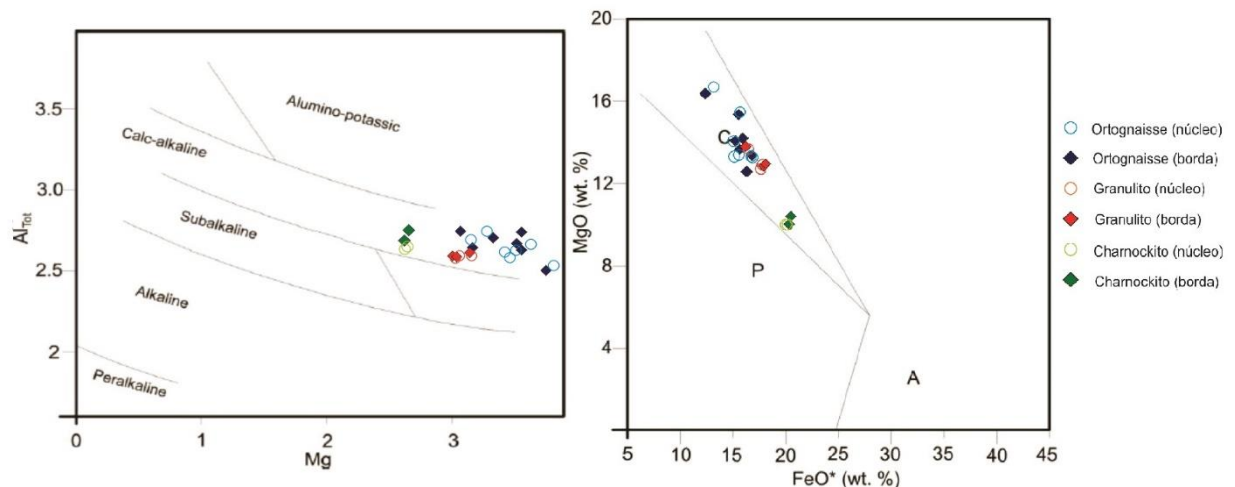 3.5
3.0
2.5
2
Al Tot
Alumino-potassic
Calc-alkaline
Subalkaline
Alkaline
Peralkaline
0
1
2
3
Mg
20
16
12
8
4
MgO (wt. %)
C
P
A
5
10
15
20
25
30
35
40
45
FeO* (wt. %)
Ortognaisse (núcleo)
Ortognaisse (borda)
Granulito (núcleo)
Granulito (borda)
Charnockito (núcleo)
Charnockito (borda)